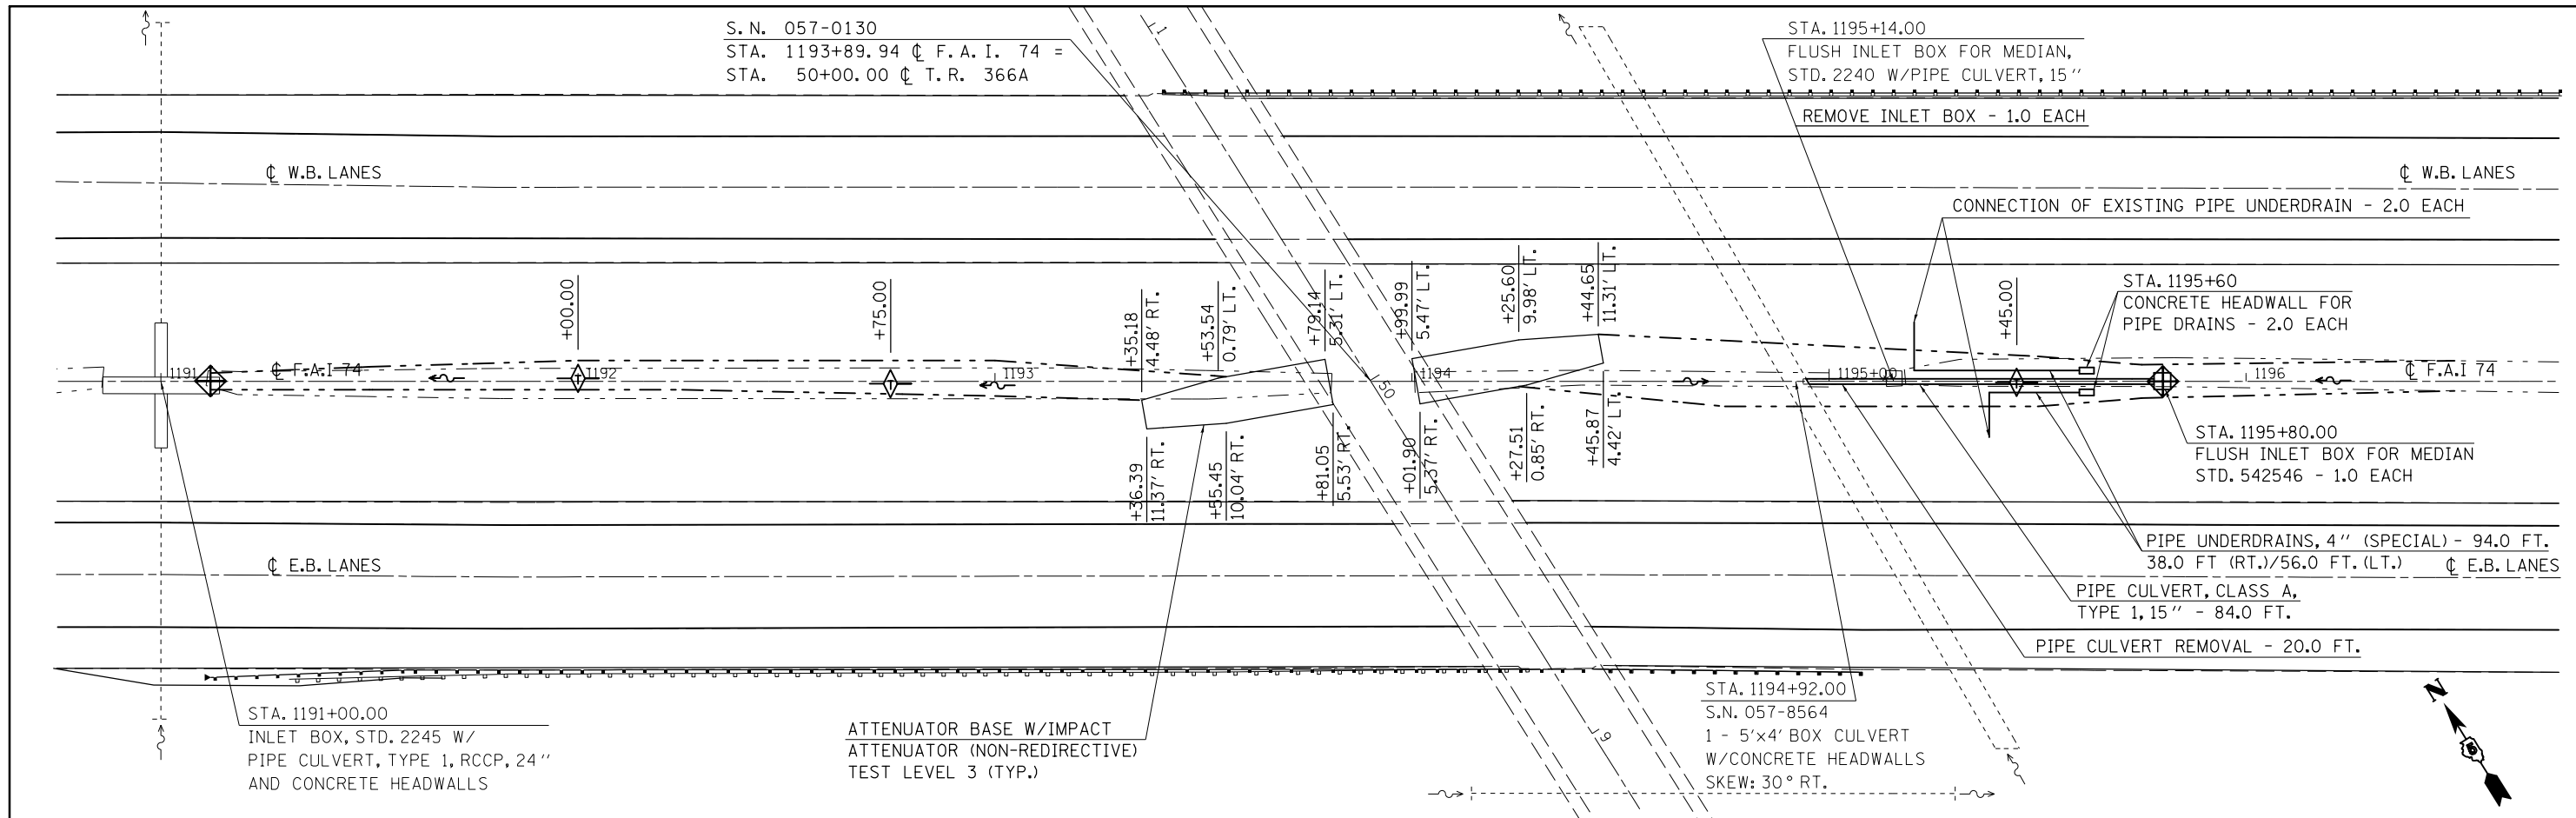 S.N. 057-0130
STA. 1193+89.94 ℄ F.A.I. 74 =
STA. 50+00.00 ℄ T.R. 366A
STA. 1195+14.00
FLUSH INLET BOX FOR MEDIAN,
STD. 2240 W/PIPE CULVERT, 15"
REMOVE INLET BOX - 1.0 EACH
℄ W.B. LANES
℄ W.B. LANES
CONNECTION OF EXISTING PIPE UNDERDRAIN - 2.0 EACH
11
+00.00
+75.00
+35.18
4.48' RT.
+53.54
0.79' LT.
+79.14
5.31' LT.
+99.99
5.47' LT.
+25.60
9.98' LT.
+44.65
11.31' LT.
+45.00
STA. 1195+60
CONCRETE HEADWALL FOR
PIPE DRAINS - 2.0 EACH
1191
℄ F.A.I 74
1192
1193
50
1194
1195+00
1196
℄ F.A.I 74
+36.39
11.37' RT.
+55.45
10.04' RT.
+81.05
5.53' RT.
+01.90
5.37' RT.
+27.51
0.85' RT.
+45.87
4.42' LT.
STA. 1195+80.00
FLUSH INLET BOX FOR MEDIAN
STD. 542546 - 1.0 EACH
PIPE UNDERDRAINS, 4" (SPECIAL) - 94.0 FT.
38.0 FT (RT.)/56.0 FT. (LT.)
℄ E.B. LANES
℄ E.B. LANES
PIPE CULVERT, CLASS A,
TYPE 1, 15" - 84.0 FT.
PIPE CULVERT REMOVAL - 20.0 FT.
STA. 1191+00.00
INLET BOX, STD. 2245 W/
PIPE CULVERT, TYPE 1, RCCP, 24"
AND CONCRETE HEADWALLS
ATTENUATOR BASE W/IMPACT
ATTENUATOR (NON-REDIRECTIVE)
TEST LEVEL 3 (TYP.)
9
STA. 1194+92.00
S.N. 057-8564
1 - 5'x4' BOX CULVERT
W/CONCRETE HEADWALLS
SKEW: 30° RT.
N